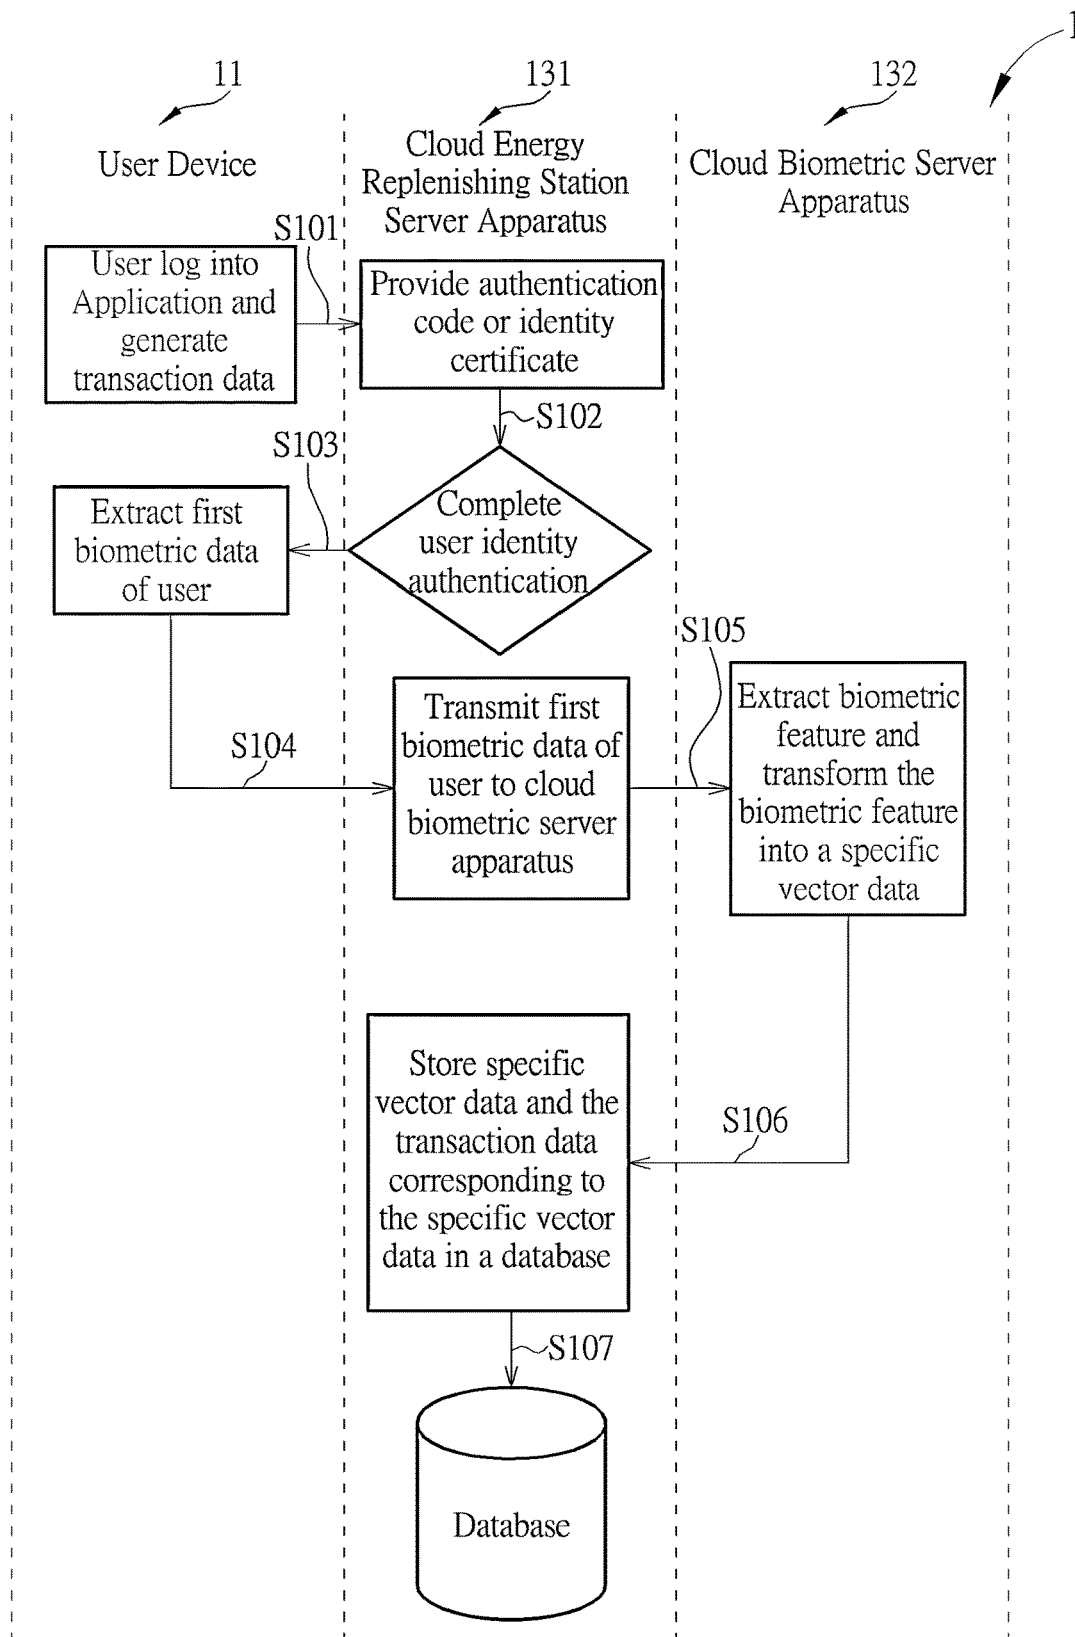 1
11
131
132
User Device
Cloud Energy
Replenishing Station
Server Apparatus
Cloud Biometric Server
Apparatus
S101
User log into
Application and
generate
transaction data
Provide authentication
code or identity
certificate
S102
S103
Complete
user identity
authentication
Extract first
biometric data
of user
S104
Transmit first
biometric data of
user to cloud
biometric server
apparatus
S105
Extract biometric
feature and
transform the
biometric feature
into a specific
vector data
S106
Store specific
vector data and the
transaction data
corresponding to
the specific vector
data in a database
S107
Database